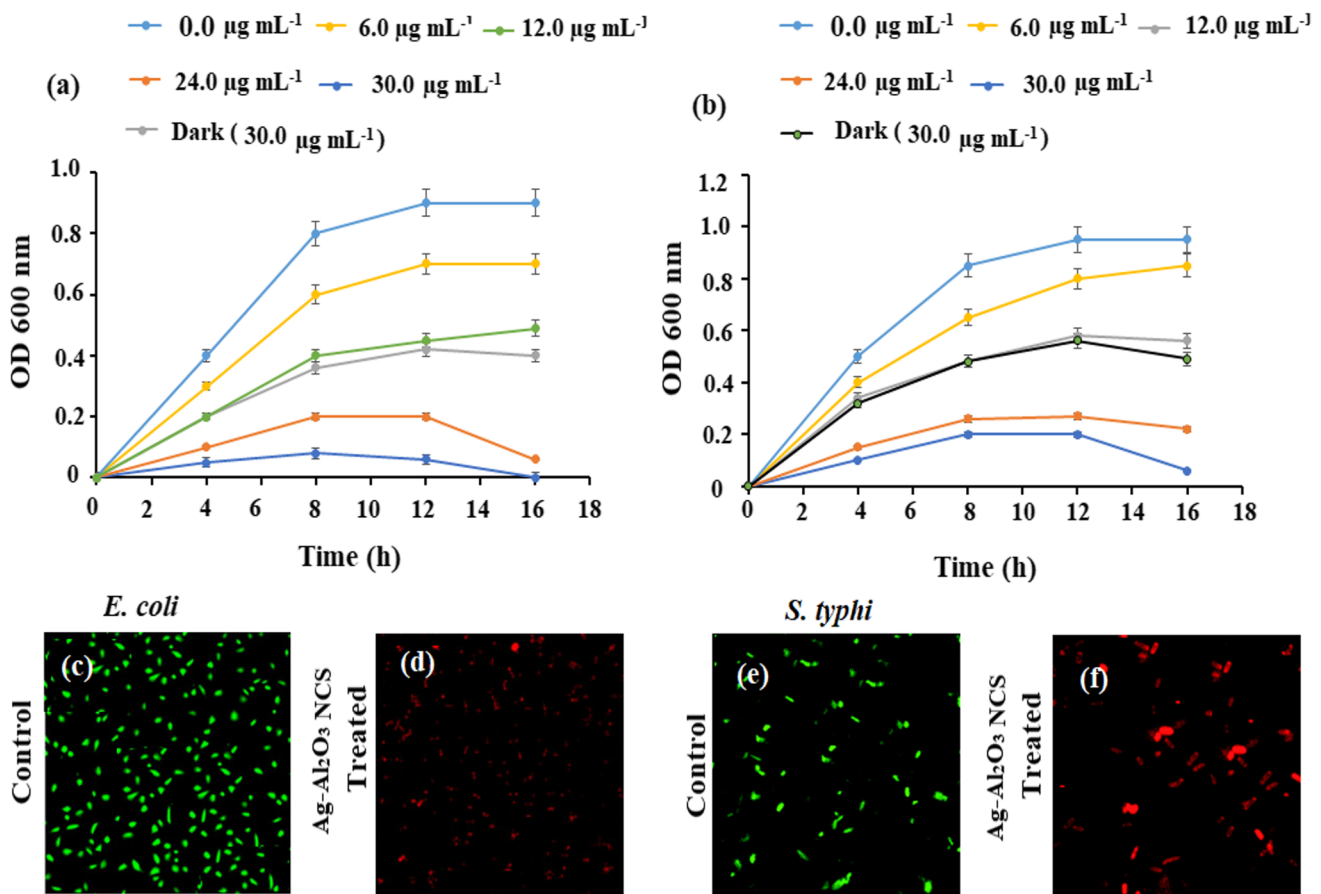 0.0 µg mL⁻¹ 6.0 µg mL⁻¹ 12.0 µg mL⁻¹
(a) 24.0 µg mL⁻¹ 30.0 µg mL⁻¹
Dark ( 30.0 µg mL⁻¹)
1.0
0.8
0.6
0.4
0.2
0
OD 600 nm
0 2 4 6 8 10 12 14 16 18
Time (h)
0.0 µg mL⁻¹ 6.0 µg mL⁻¹ 12.0 µg mL⁻¹
(b) 24.0 µg mL⁻¹ 30.0 µg mL⁻¹
Dark ( 30.0 µg mL⁻¹)
1.2
1.0
0.8
0.6
0.4
0.2
0
OD 600 nm
0 2 4 6 8 10 12 14 16 18
Time (h)
E. coli
Control
(c)
Ag-Al₂O₃ NCS
Treated
(d)
S. typhi
Control
(e)
Ag-Al₂O₃ NCS
Treated
(f)